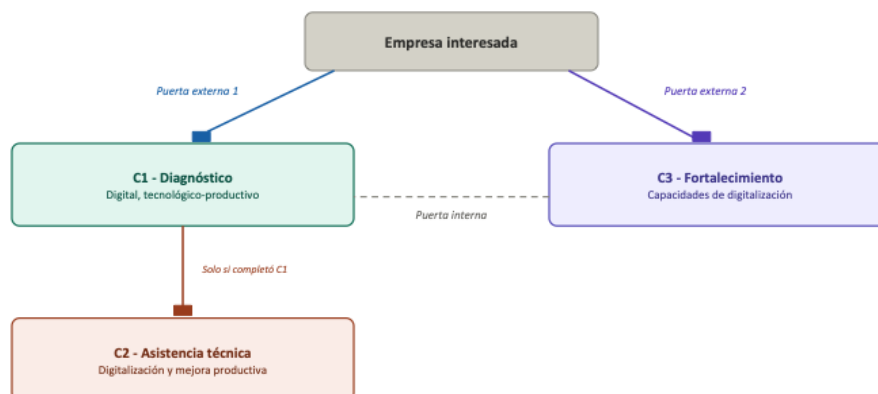 Empresa interesada
Puerta externa 1
Puerta externa 2
C1 - Diagnóstico
Digital, tecnológico-productivo
C3 - Fortalecimiento
Capacidades de digitalización
Puerta interna
Solo si completó C1
C2 - Asistencia técnica
Digitalización y mejora productiva